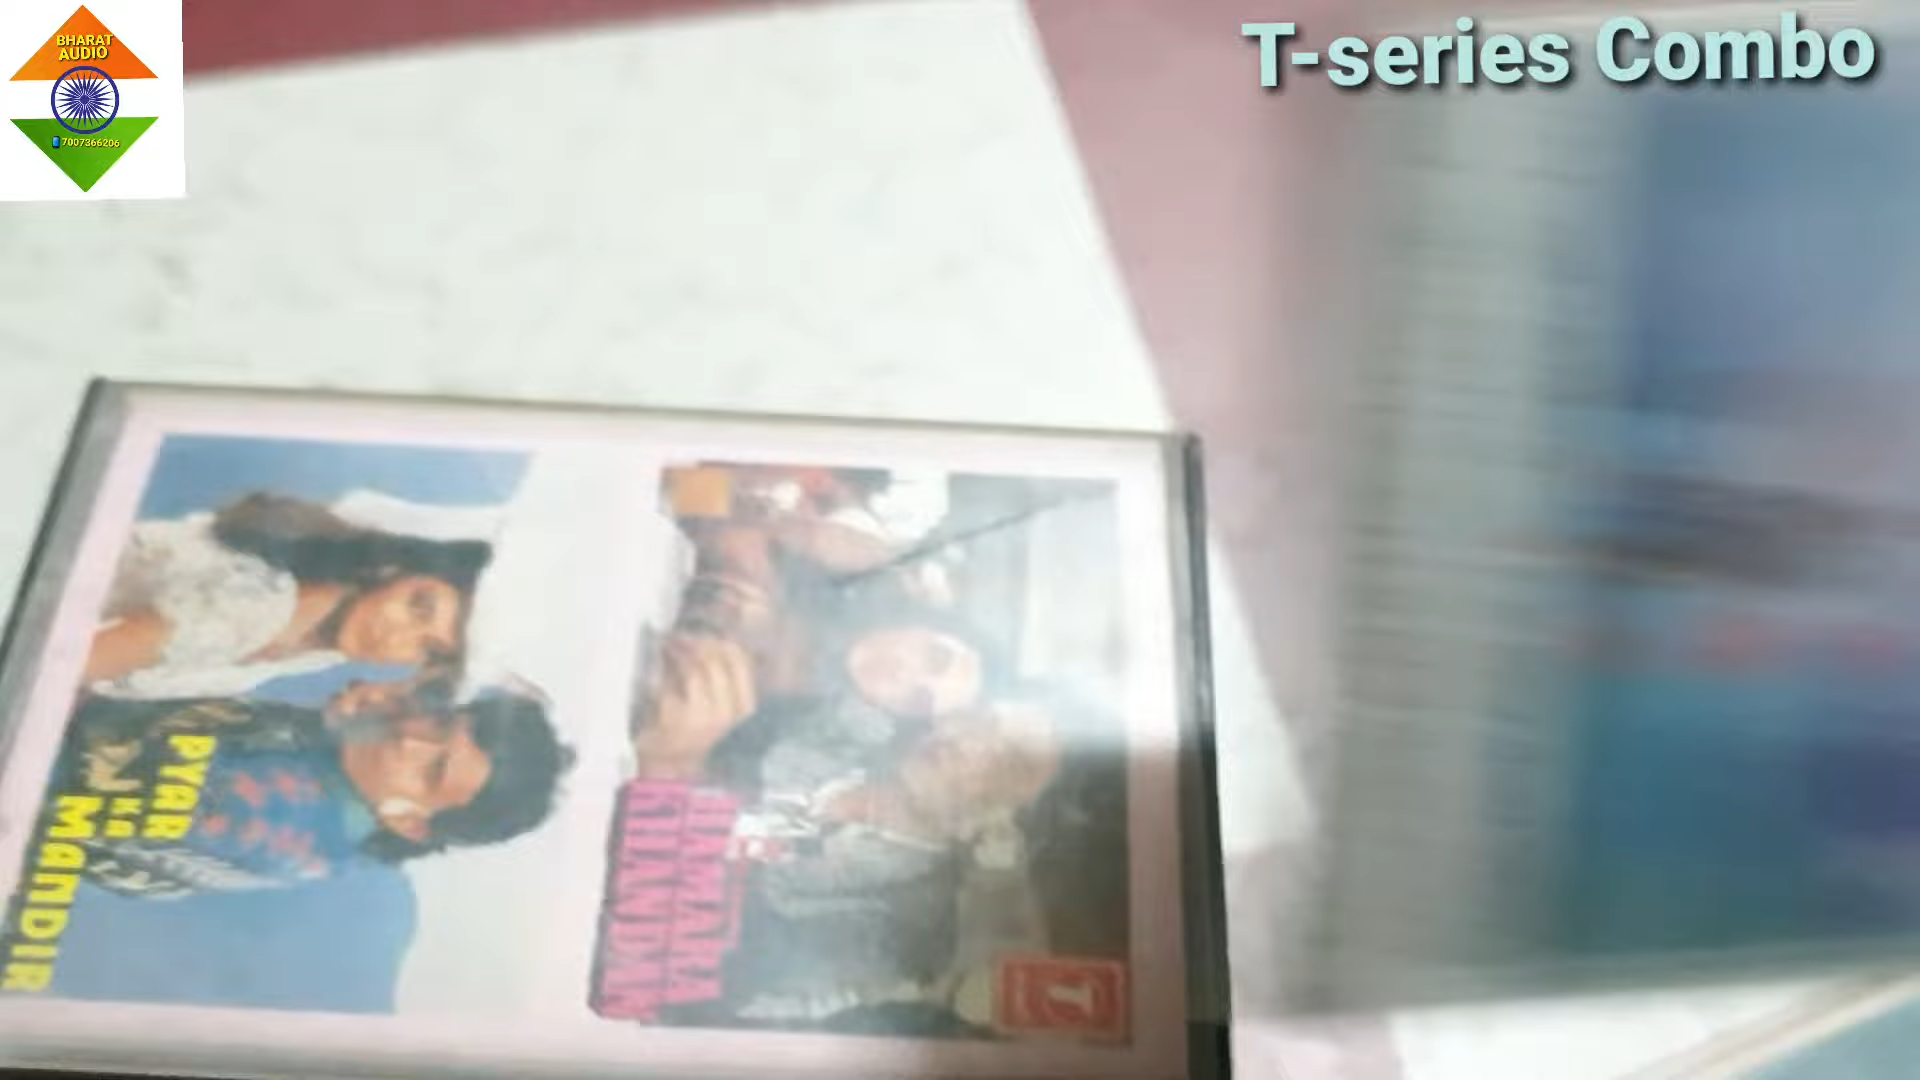 BHARAT
AUDIO
7007366206
T-series Combo
PYAR
Ka
MANDIR
HAMARA
KHANDAN
T